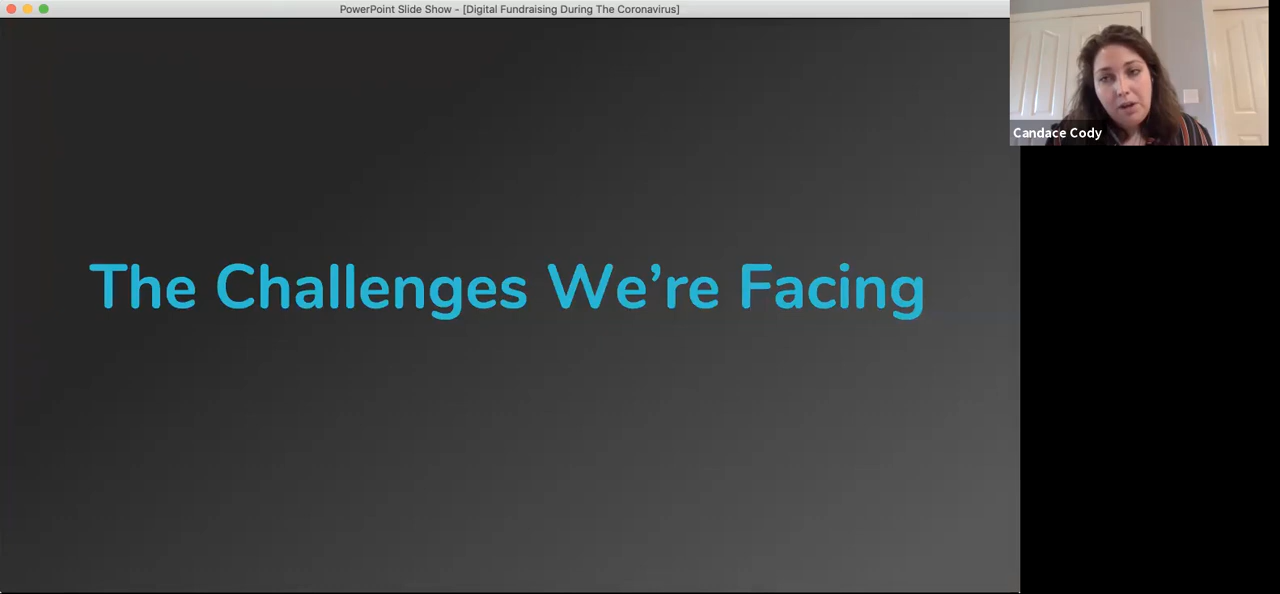 PowerPoint Slide Show - [Digital Fundraising During The Coronavirus]
Candace Cody
The Challenges We’re Facing